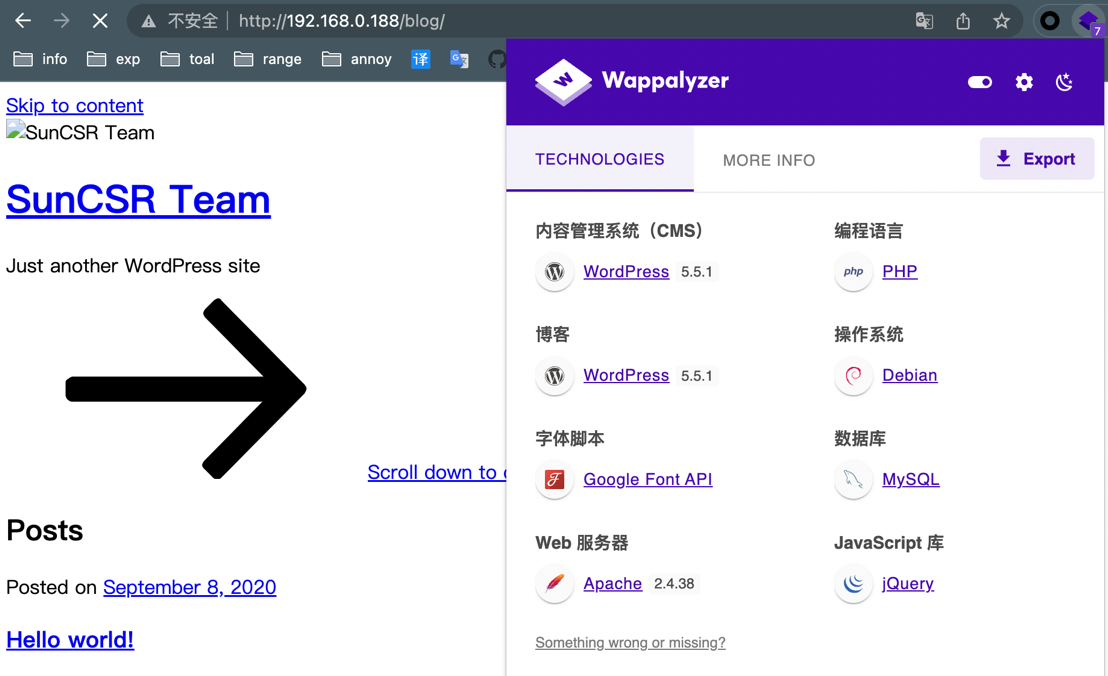 不安全 http://192.168.0.188/blog/
7
info exp toal range annoy 译
Skip to content
SunCSR Team
SunCSR Team
Just another WordPress site
Scroll down to
Posts
Posted on September 8, 2020
Hello world!
Wappalyzer
TECHNOLOGIES MORE INFO Export
内容管理系统（CMS） 编程语言
WordPress 5.5.1 php PHP
博客 操作系统
WordPress 5.5.1 Debian
字体脚本 数据库
Google Font API MySQL
Web 服务器 JavaScript 库
Apache 2.4.38 jQuery
Something wrong or missing?